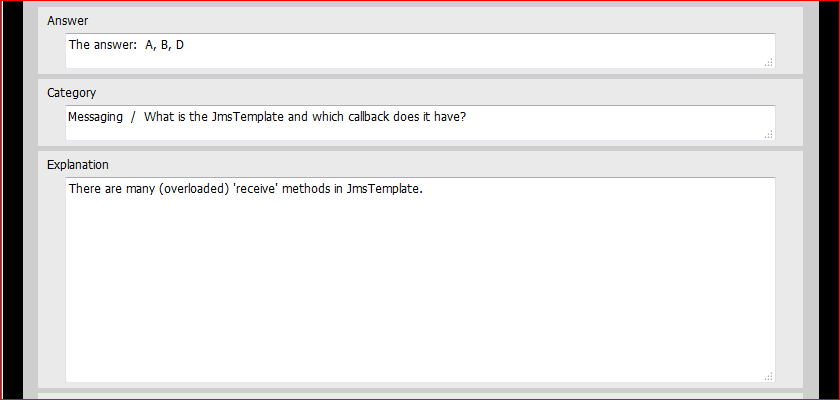 Answer
The answer:  A, B, D
Category
Messaging  /  What is the JmsTemplate and which callback does it have?
Explanation
There are many (overloaded) 'receive' methods in JmsTemplate.